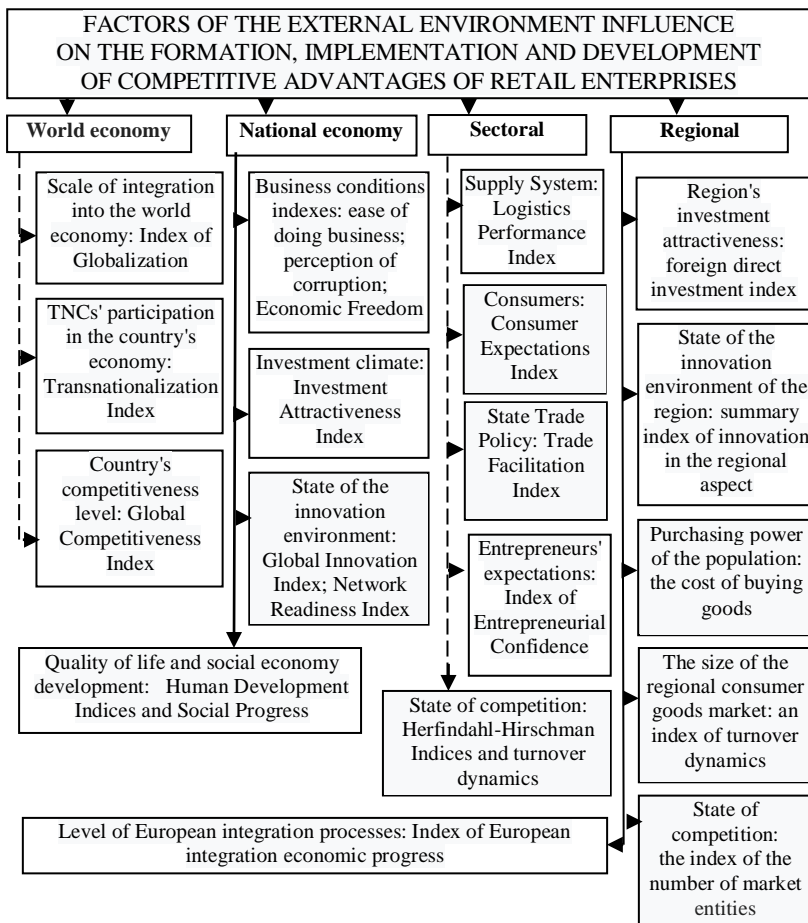 FACTORS OF THE EXTERNAL ENVIRONMENT INFLUENCE
ON THE FORMATION, IMPLEMENTATION AND DEVELOPMENT
OF COMPETITIVE ADVANTAGES OF RETAIL ENTERPRISES
World economy
Scale of integration
into the world
economy: Index of
Globalization
TNCs' participation
in the country's
economy:
Transnationalization
Index
Country's
competitiveness
level: Global
Competitiveness
Index
National economy
Business conditions
indexes: ease of
doing business;
perception of
corruption;
Economic Freedom
Investment climate:
Investment
Attractiveness
Index
State of the
innovation
environment:
Global Innovation
Index; Network
Readiness Index
Quality of life and social economy
development: Human Development
Indices and Social Progress
Sectoral
Supply System:
Logistics
Performance
Index
Consumers:
Consumer
Expectations
Index
State Trade
Policy: Trade
Facilitation
Index
Entrepreneurs'
expectations:
Index of
Entrepreneurial
Confidence
State of competition:
Herfindahl-Hirschman
Indices and turnover
dynamics
Regional
Region's
investment
attractiveness:
foreign direct
investment index
State of the
innovation
environment of the
region: summary
index of innovation
in the regional
aspect
Purchasing power
of the population:
the cost of buying
goods
The size of the
regional consumer
goods market: an
index of turnover
dynamics
State of
competition:
the index of the
number of market
entities
Level of European integration processes: Index of European
integration economic progress